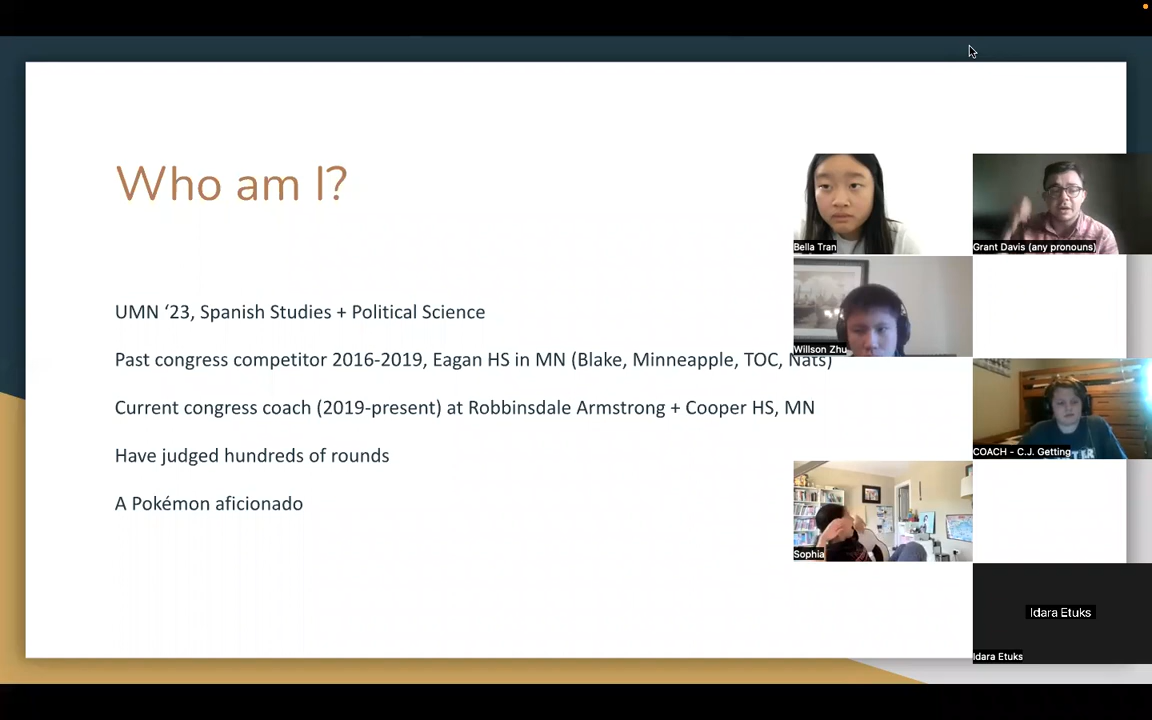 Who am I?
UMN ‘23, Spanish Studies + Political Science
Past congress competitor 2016-2019, Eagan HS in MN (Blake, Minneapple, TOC, Nats)
Current congress coach (2019-present) at Robbinsdale Armstrong + Cooper HS, MN
Have judged hundreds of rounds
A Pokémon aficionado
Bella Tran
Grant Davis (any pronouns)
Willson Zhu
COACH - C.J. Getting
Sophia
Idara Etuks
Idara Etuks